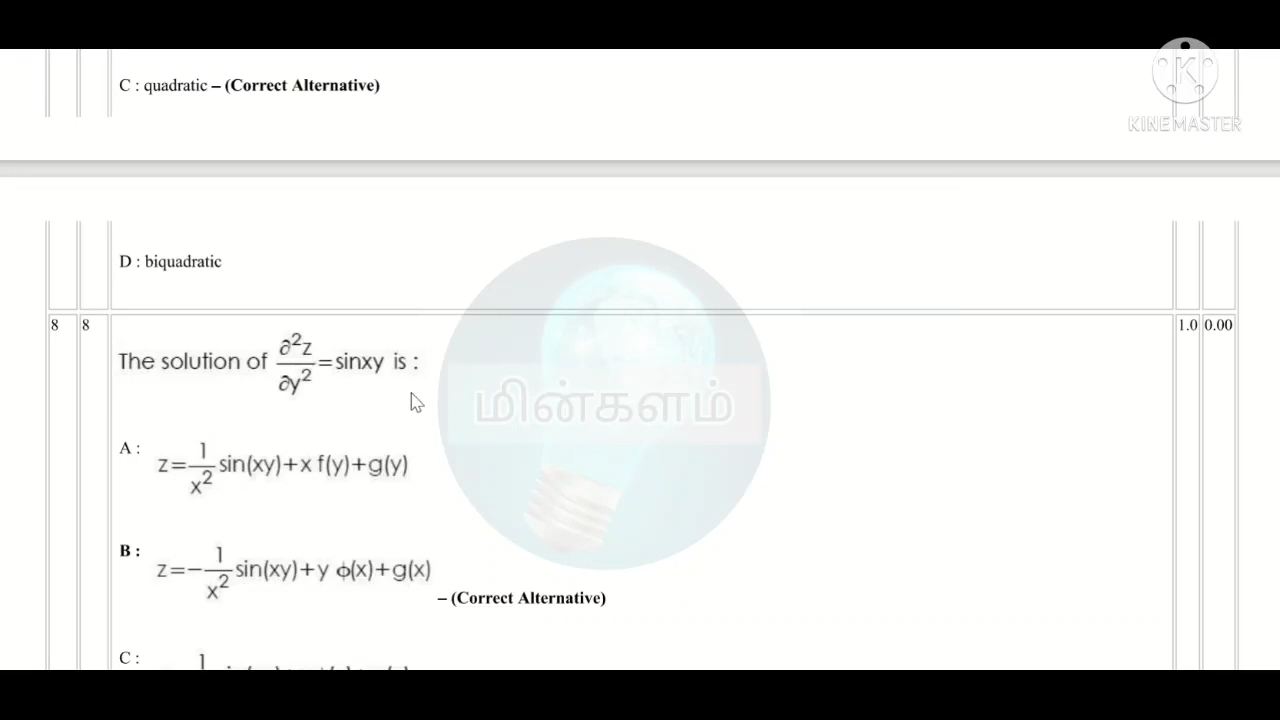 C : quadratic – (Correct Alternative)
KINEMASTER
D : biquadratic
8 8 1.0 0.00
The solution of ∂²z/∂y² = sinxy is :
A : z = 1/x² sin(xy)+x f(y)+g(y)
மின்களம்
B : z = − 1/x² sin(xy)+y ϕ(x)+g(x)
– (Correct Alternative)
C :